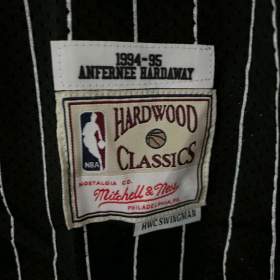 1994-95
ANFERNEE HARDAWAY
HARDWOOD
CLASSICS
NBA
NOSTALGIA CO.
Mitchell & Ness
PHILADELPHIA, PA.
HWC SWINGMAN